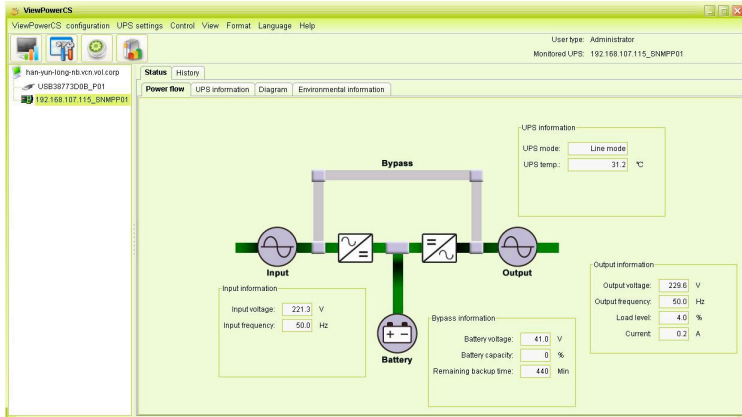 ViewPowerCS
ViewPowerCS configuration UPS settings Control View Format Language Help
User type: Administrator
Monitored UPS: 192.168.107.115_SNMPP01
han-yun-long-nb.vcn.vol.corp
USB38773D0B_P01
192.168.107.115_SNMPP01
Status History
Power flow UPS information Diagram Environmental information
UPS information
UPS mode: Line mode
UPS temp.: 31.2 °C
Bypass
Input
Output
Input information
Input voltage: 221.3 V
Input frequency: 50.0 Hz
Battery
Bypass information
Battery voltage: 41.0 V
Battery capacity: 0 %
Remaining backup time: 440 Min
Output information
Output voltage: 229.6 V
Output frequency: 50.0 Hz
Load level: 4.0 %
Current: 0.2 A